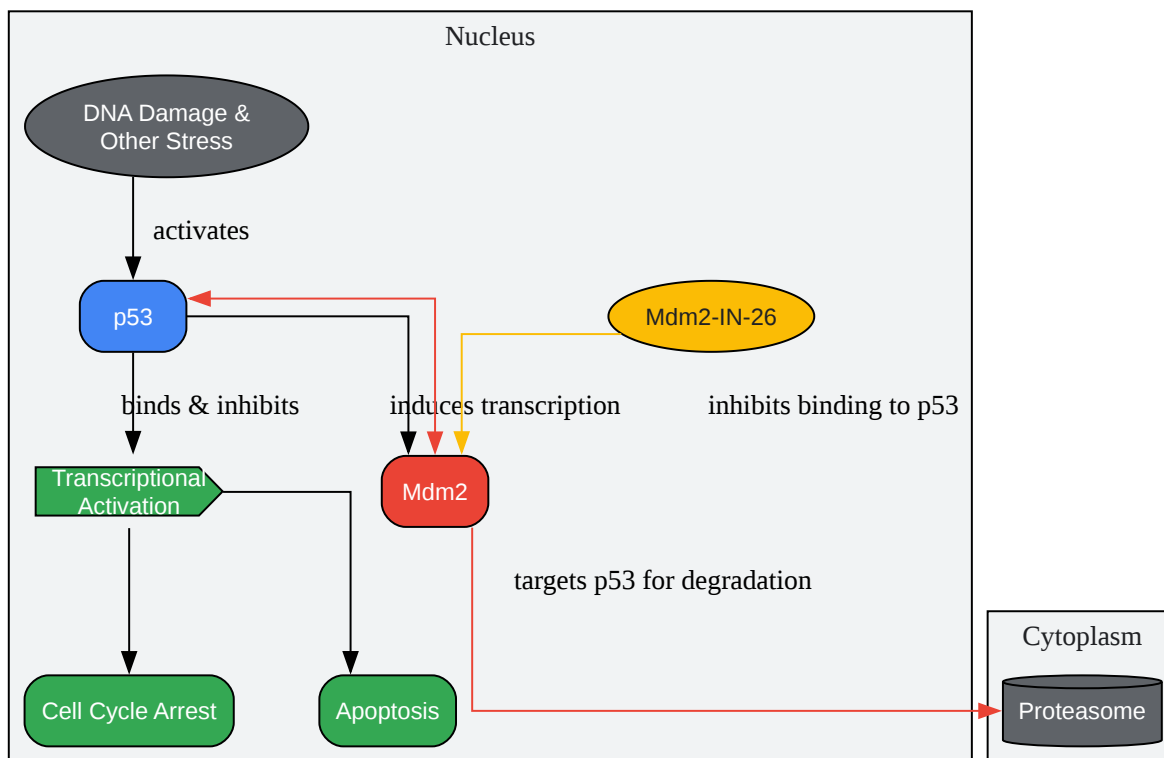 Nucleus
DNA Damage &
Other Stress
activates
p53
Mdm2-IN-26
binds & inhibits
induces transcription
inhibits binding to p53
Transcriptional
Activation
Mdm2
targets p53 for degradation
Cytoplasm
Cell Cycle Arrest
Apoptosis
Proteasome